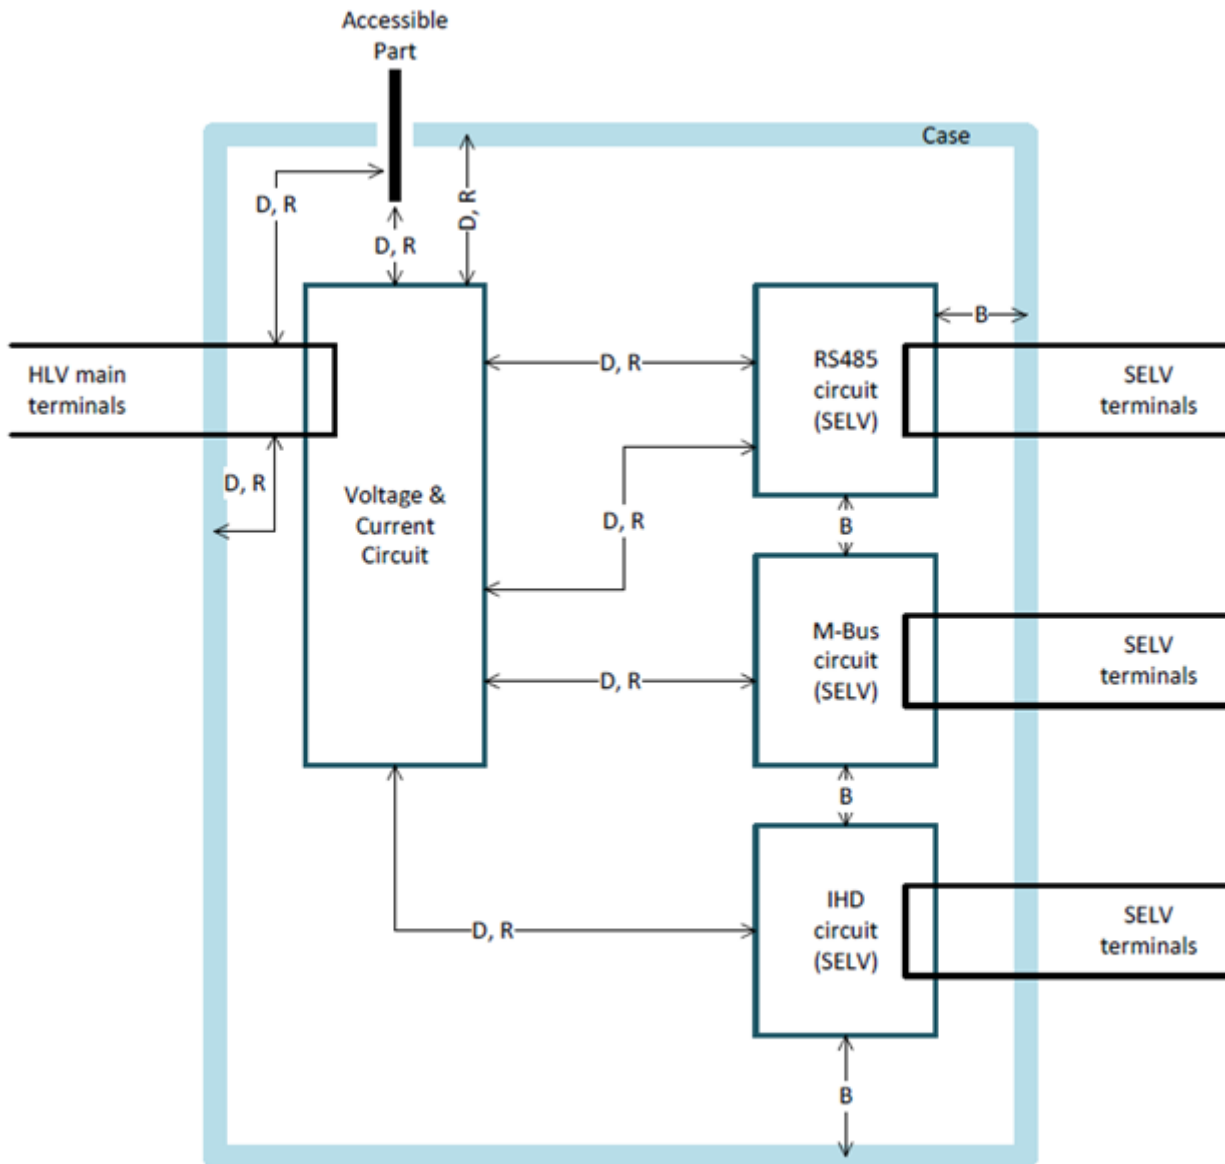 Accessible
Part
Case
D, R
D, R
D, R
HLV main
terminals
D, R
Voltage &
Current
Circuit
D, R
D, R
D, R
D, R
RS485
circuit
(SELV)
B
SELV
terminals
B
M-Bus
circuit
(SELV)
SELV
terminals
B
IHD
circuit
(SELV)
SELV
terminals
B